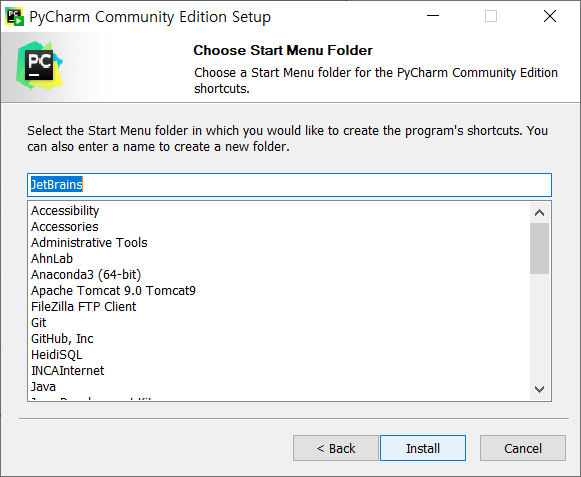 PyCharm Community Edition Setup
PC
Choose Start Menu Folder
Choose a Start Menu folder for the PyCharm Community Edition
shortcuts.
Select the Start Menu folder in which you would like to create the program's shortcuts. You
can also enter a name to create a new folder.
JetBrains
Accessibility
Accessories
Administrative Tools
AhnLab
Anaconda3 (64-bit)
Apache Tomcat 9.0 Tomcat9
FileZilla FTP Client
Git
GitHub, Inc
HeidiSQL
INCAInternet
Java
< Back Install Cancel